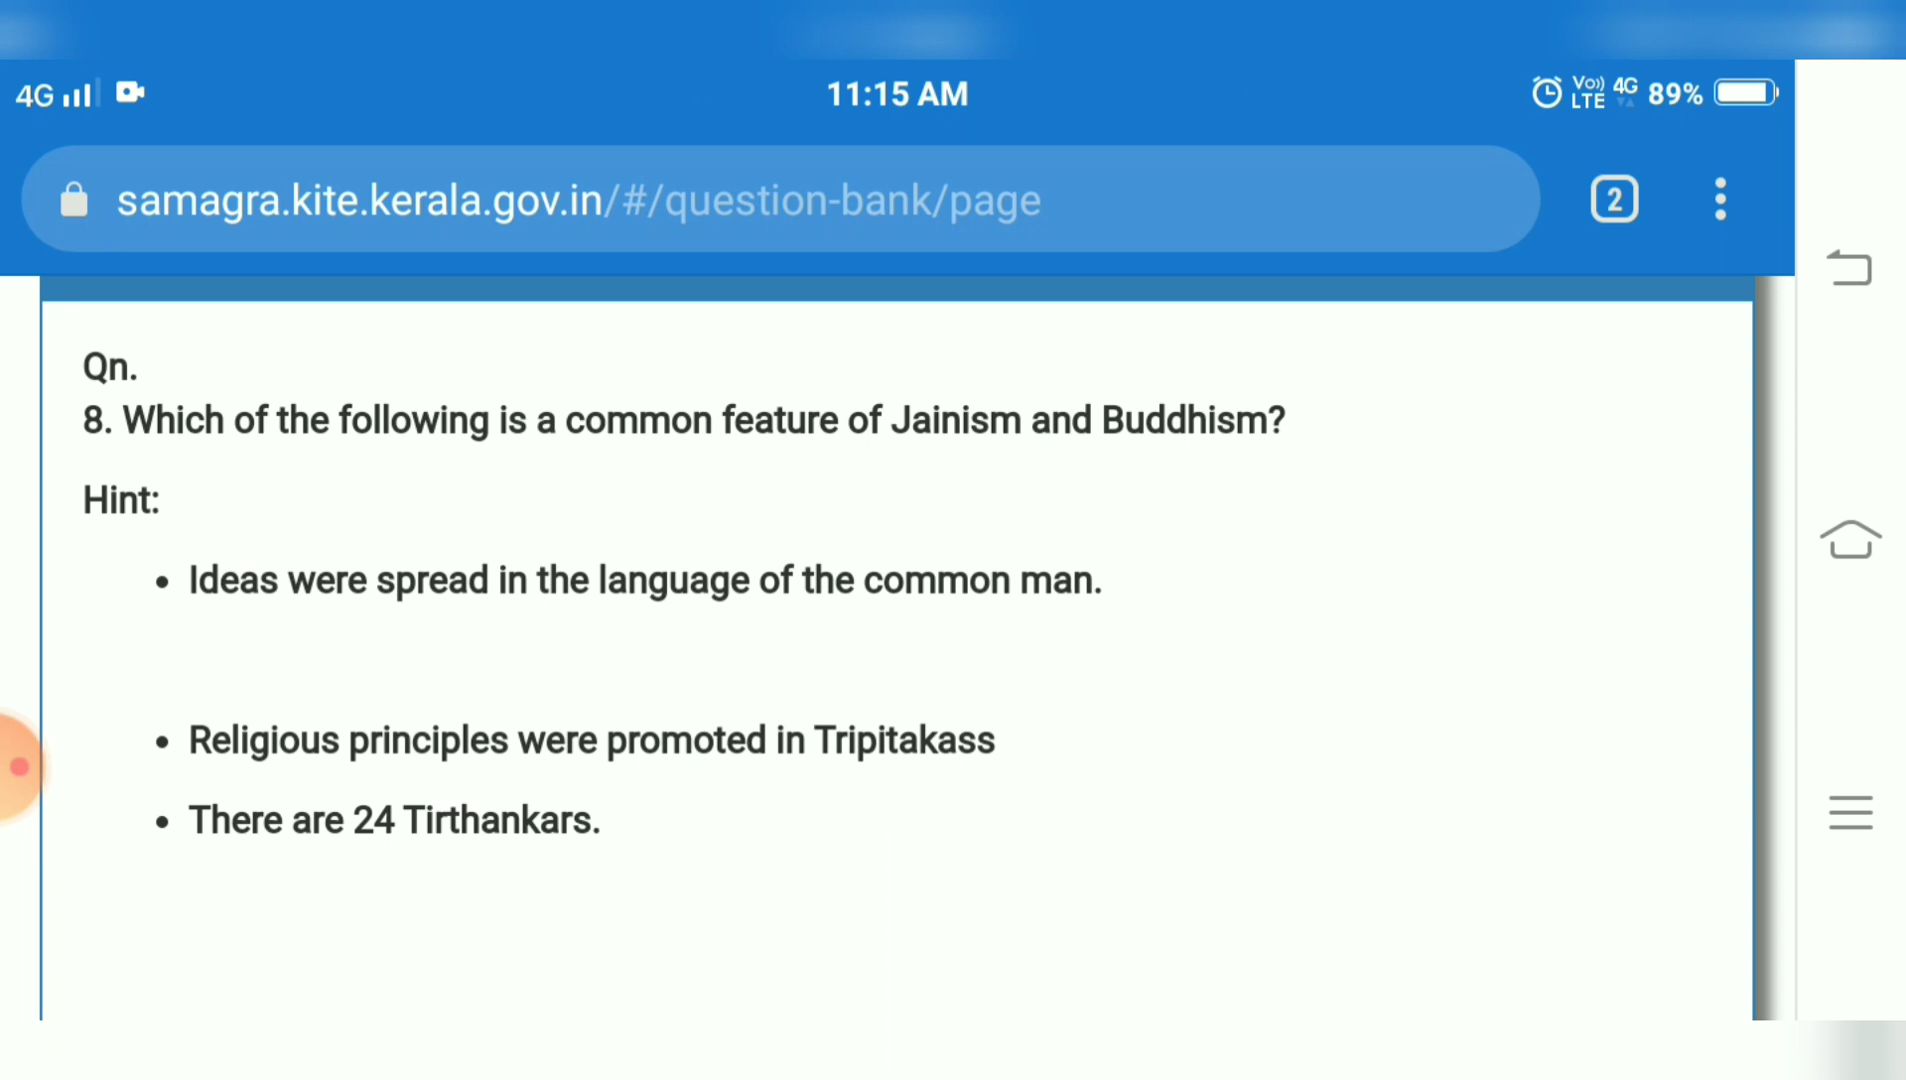 4G
11:15 AM
Vo)) LTE 4G 89%
samagra.kite.kerala.gov.in/#/question-bank/page
2
Qn.
8. Which of the following is a common feature of Jainism and Buddhism?
Hint:
• Ideas were spread in the language of the common man.
• Religious principles were promoted in Tripitakass
• There are 24 Tirthankars.